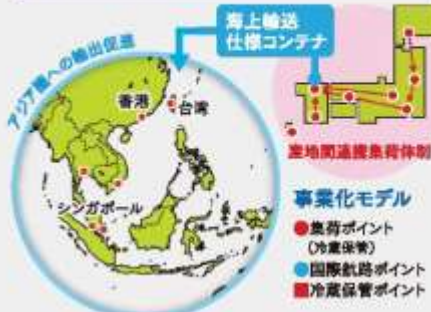 アジア圏への輸出促進
海上輸送
仕様コンテナ
香港
台湾
シンガポール
産地間連携集荷体制
事業化モデル
集荷ポイント
(冷蔵保管)
国際航路ポイント
冷蔵保管ポイント